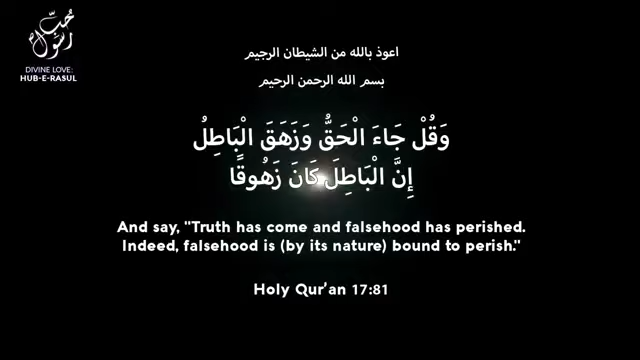 حب رسول
DIVINE LOVE:
HUB-E-RASUL
اعوذ بالله من الشيطان الرجيم
بسم الله الرحمن الرحيم
وَقُلْ جَاءَ الْحَقُّ وَزَهَقَ الْبَاطِلُ
إِنَّ الْبَاطِلَ كَانَ زَهُوقًا
And say, "Truth has come and falsehood has perished.
Indeed, falsehood is (by its nature) bound to perish."
Holy Qur'an 17:81